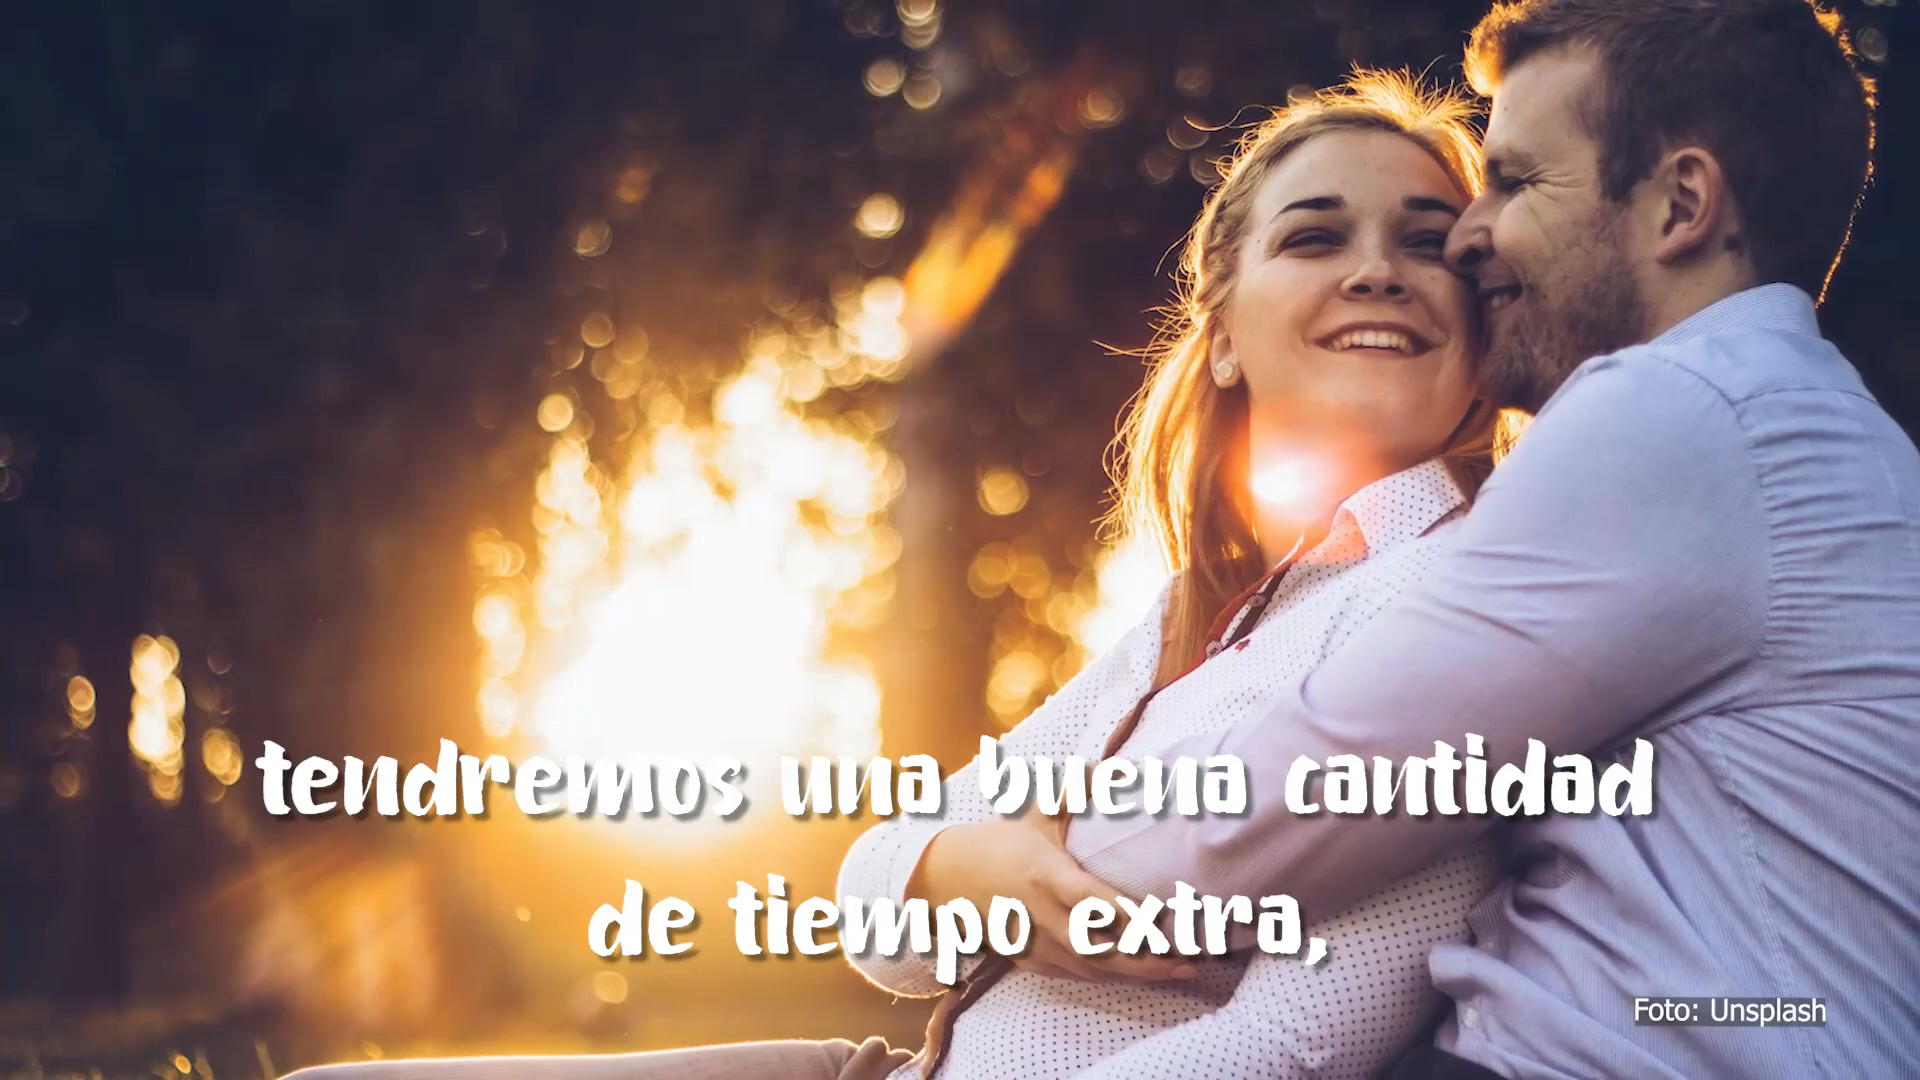 tendremos una buena cantidad
de tiempo extra,
Foto: Unsplash